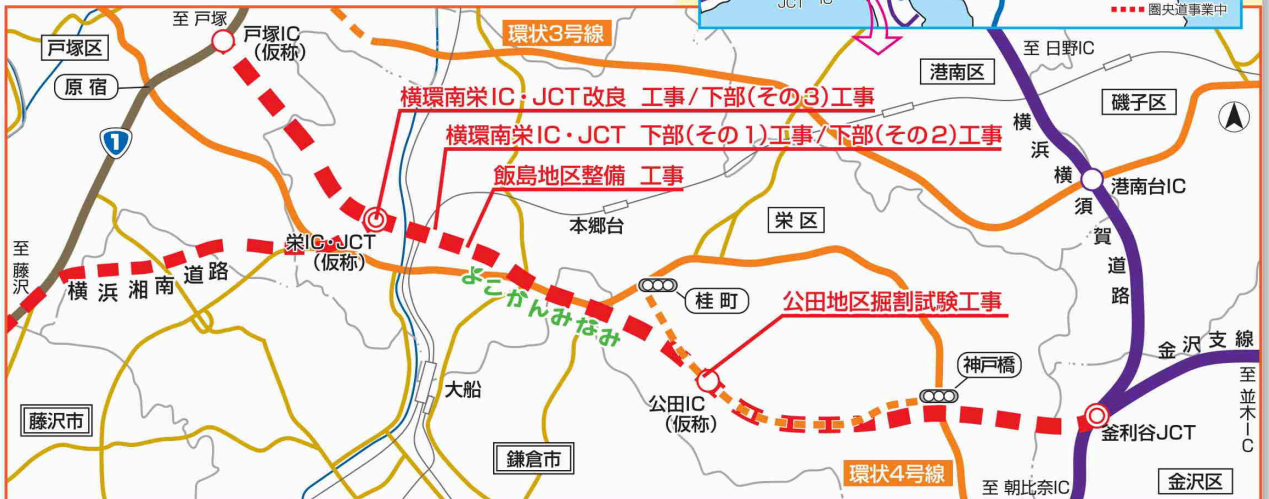 JCT
IC
圏央道事業中
至 戸塚
戸塚区
戸塚IC
(仮称)
環状3号線
至 日野IC
港南区
磯子区
原 宿
1
横環南栄IC・JCT改良 工事/下部(その3)工事
横環南栄IC・JCT 下部(その1)工事/下部(その2)工事
飯島地区整備 工事
横浜横須賀道路
港南台IC
本郷台
栄 区
至 藤沢
栄IC・JCT
(仮称)
横浜湘南道路
よこかんみなみ
桂 町
公田地区掘割試験工事
金沢支線
至 並木IC
神戸橋
大船
公田IC
(仮称)
藤沢市
釜利谷JCT
鎌倉市
環状4号線
至 朝比奈IC
金沢区